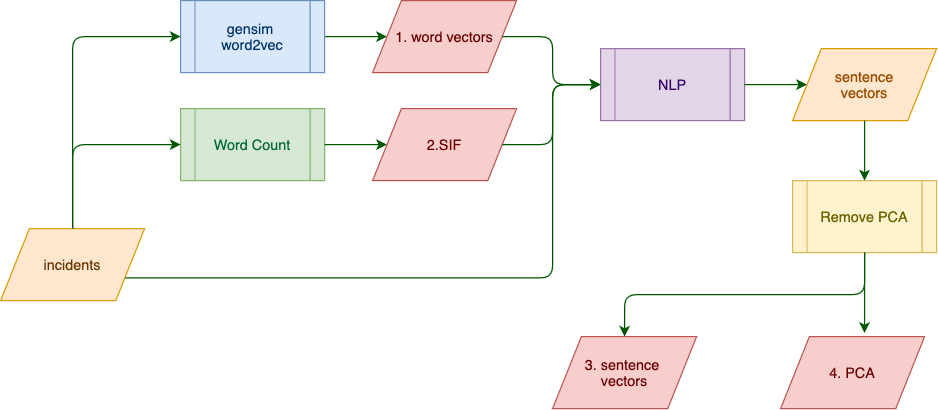 gensim
word2vec
1. word vectors
NLP
sentence
vectors
Word Count
2.SIF
Remove PCA
incidents
3. sentence
vectors
4. PCA